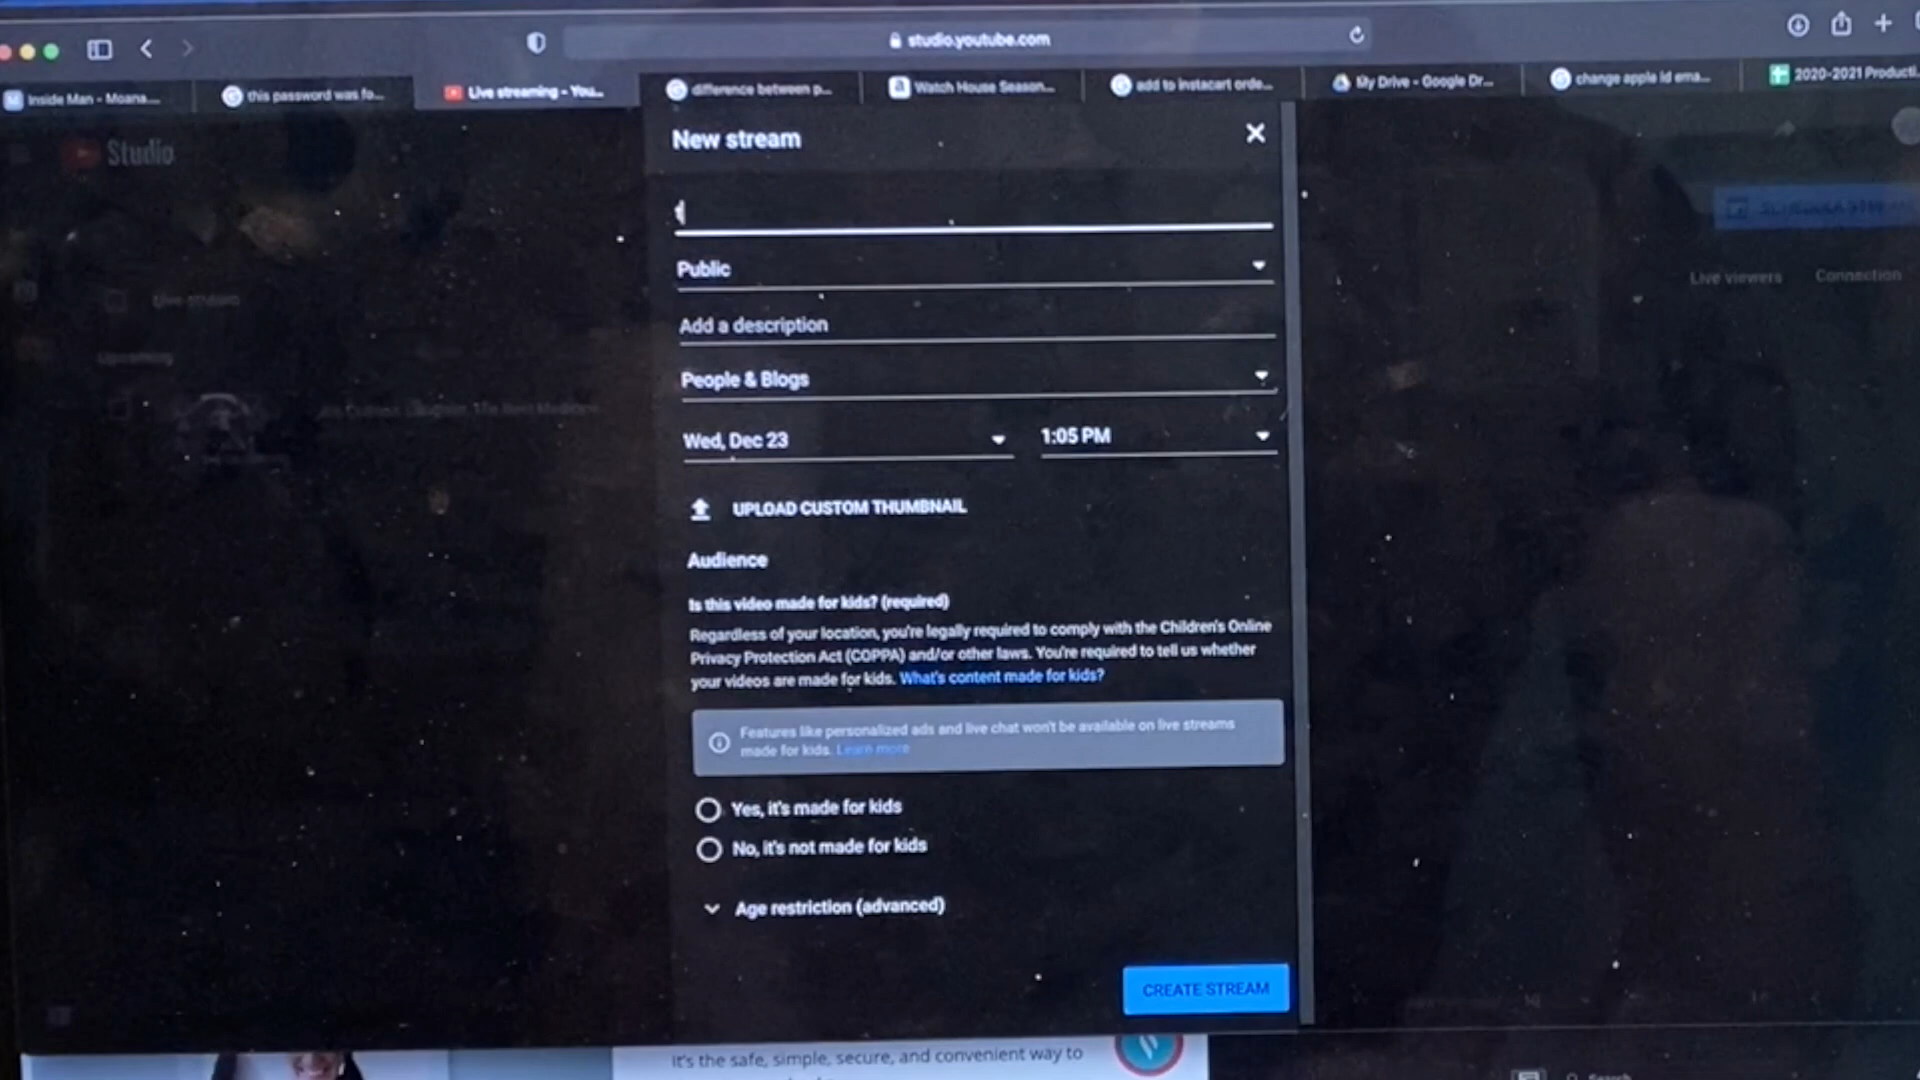 studio.youtube.com
Inside Man - Moana...
this password was fo...
Live streaming - You...
difference between p...
Watch House Season...
add to instacart orde...
My Drive - Google Dr...
change apple id ema...
2020-2021 Producti...
Studio
New stream
Public
Add a description
People & Blogs
Wed, Dec 23
1:05 PM
UPLOAD CUSTOM THUMBNAIL
Audience
Is this video made for kids? (required)
Regardless of your location, you're legally required to comply with the Children's Online
Privacy Protection Act (COPPA) and/or other laws. You're required to tell us whether
your videos are made for kids. What's content made for kids?
Features like personalized ads and live chat won't be available on live streams
made for kids. Learn more
Yes, it's made for kids
No, it's not made for kids
Age restriction (advanced)
CREATE STREAM
Live stream
Upcoming
Live viewers
Connection
it's the safe, simple, secure, and convenient way to
Search